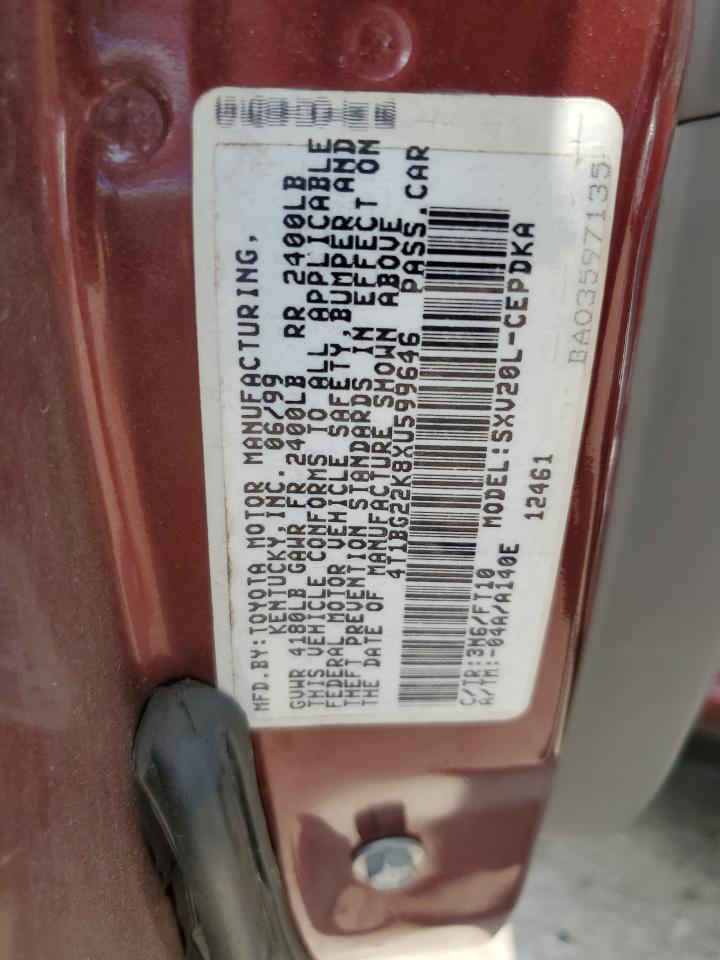 MFD.BY:TOYOTA MOTOR MANUFACTURING,
KENTUCKY,INC. 06/99
GVWR 4180LB GAWR FR 2400LB RR 2400LB
THIS VEHICLE CONFORMS TO ALL APPLICABLE
FEDERAL MOTOR VEHICLE SAFETY,BUMPER AND
THEFT PREVENTION STANDARDS IN EFFECT ON
THE DATE OF MANUFACTURE SHOWN ABOVE
4T1BG22K8XU599646 PASS.CAR
C/TR:3M6/FT10
A/TM:-04A/A140E MODEL:SXV20L-CEPDKA
12461
BA03597135